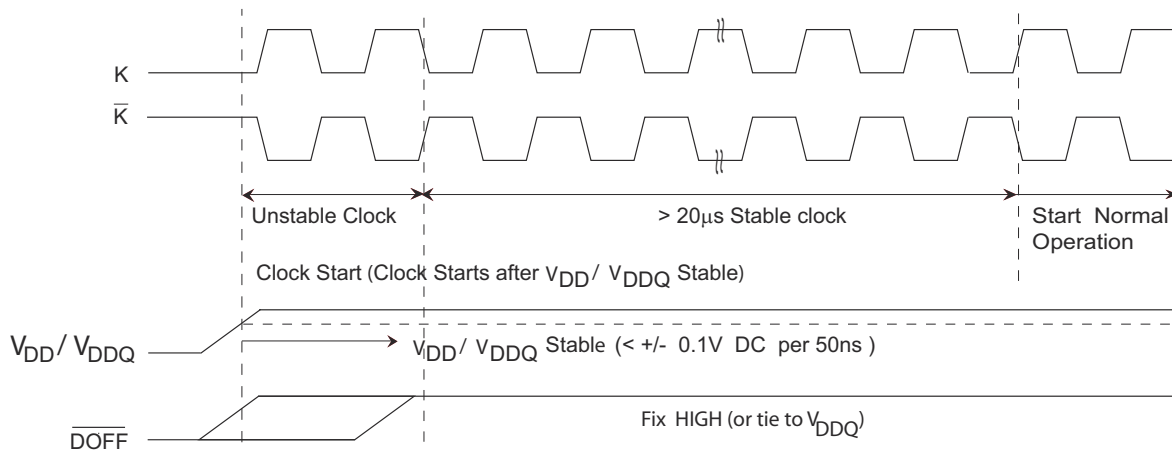 K
K̅
Unstable Clock
> 20μs Stable clock
Start Normal
Operation
Clock Start (Clock Starts after VDD / VDDQ Stable)
VDD / VDDQ
VDD / VDDQ Stable (< +/- 0.1V DC per 50ns )
D̅O̅F̅F̅
Fix HIGH (or tie to VDDQ)